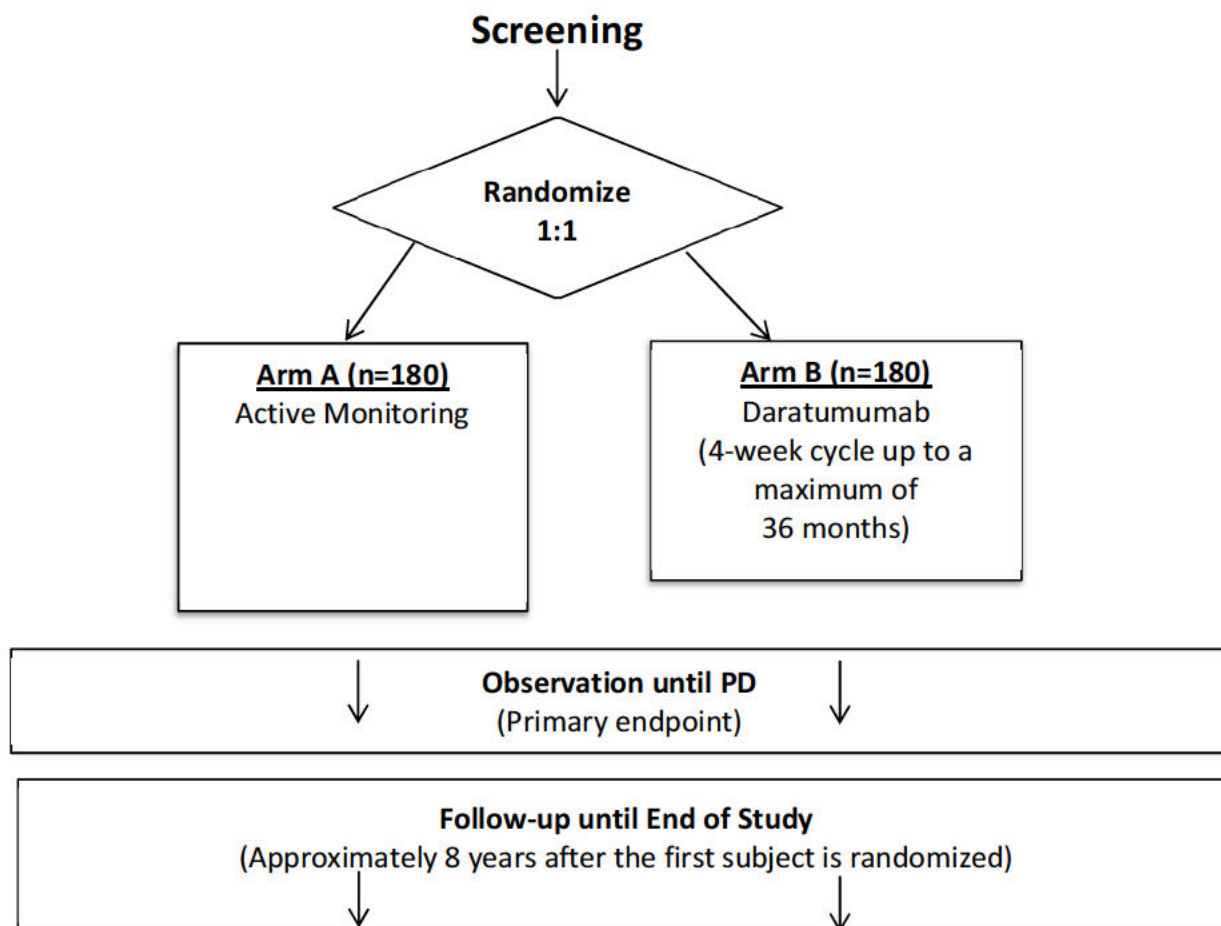 Screening
Randomize
1:1
Arm A (n=180)
Active Monitoring
Arm B (n=180)
Daratumumab
(4-week cycle up to a
maximum of
36 months)
Observation until PD
(Primary endpoint)
Follow-up until End of Study
(Approximately 8 years after the first subject is randomized)